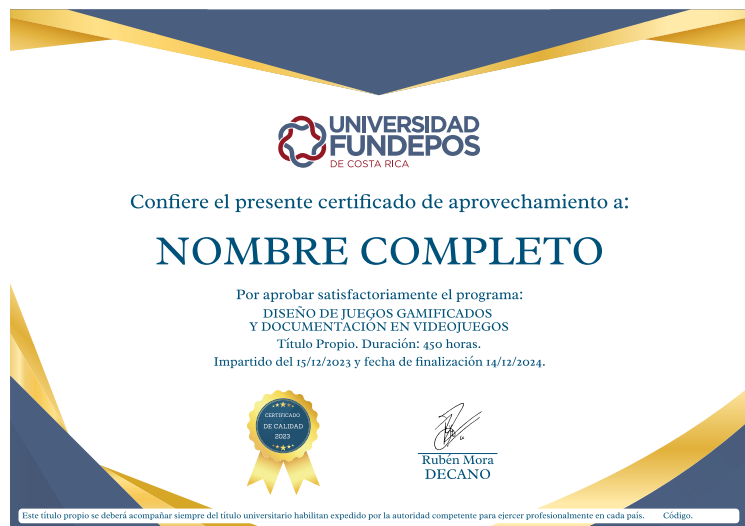 UNIVERSIDAD
FUNDEPOS
DE COSTA RICA
Confiere el presente certificado de aprovechamiento a:
NOMBRE COMPLETO
Por aprobar satisfactoriamente el programa:
DISEÑO DE JUEGOS GAMIFICADOS
Y DOCUMENTACIÓN EN VIDEOJUEGOS
Título Propio. Duración: 450 horas.
Impartido del 15/12/2023 y fecha de finalización 14/12/2024.
CERTIFICADO
DE CALIDAD
2023
Rubén Mora
DECANO
Este título propio se deberá acompañar siempre del título universitario habilitan expedido por la autoridad competente para ejercer profesionalmente en cada país. Código.